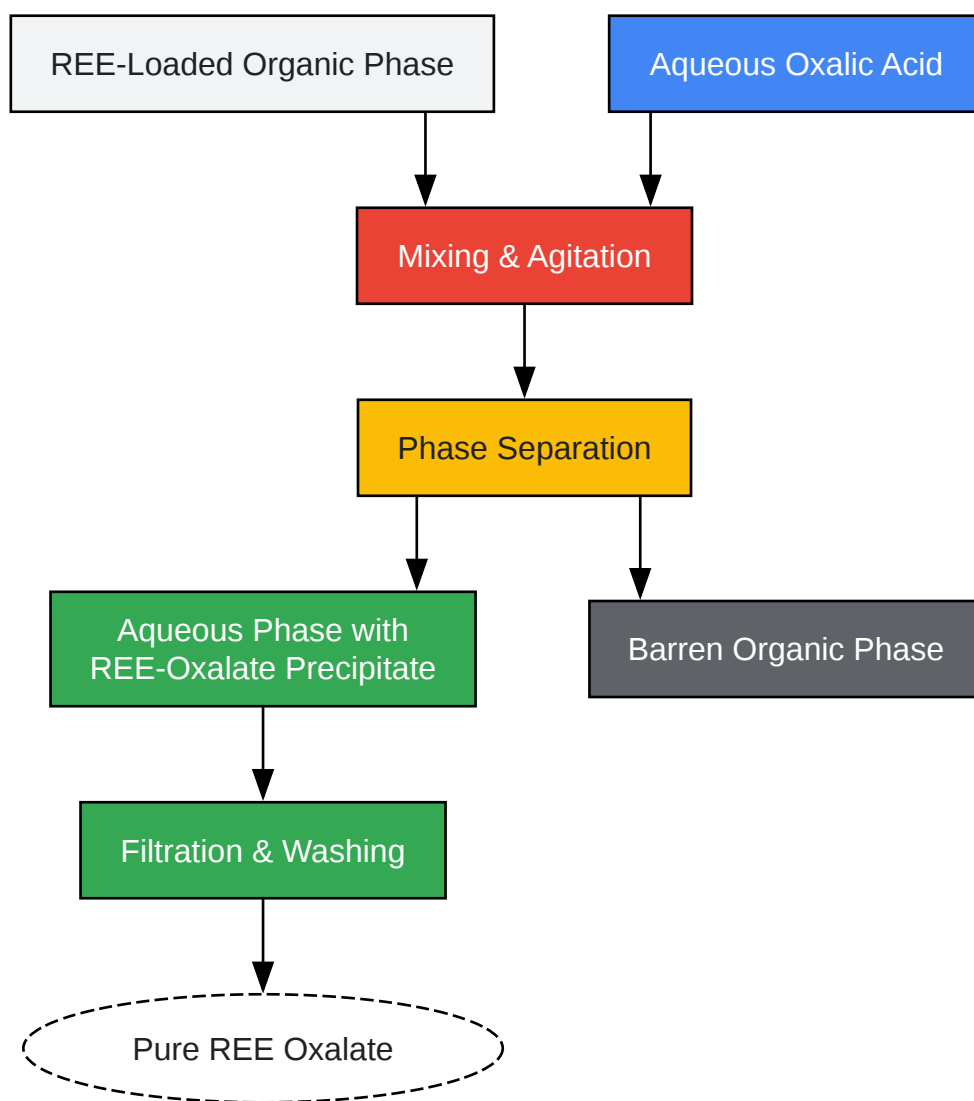 REE-Loaded Organic Phase
Aqueous Oxalic Acid
Mixing & Agitation
Phase Separation
Aqueous Phase with
REE-Oxalate Precipitate
Barren Organic Phase
Filtration & Washing
Pure REE Oxalate